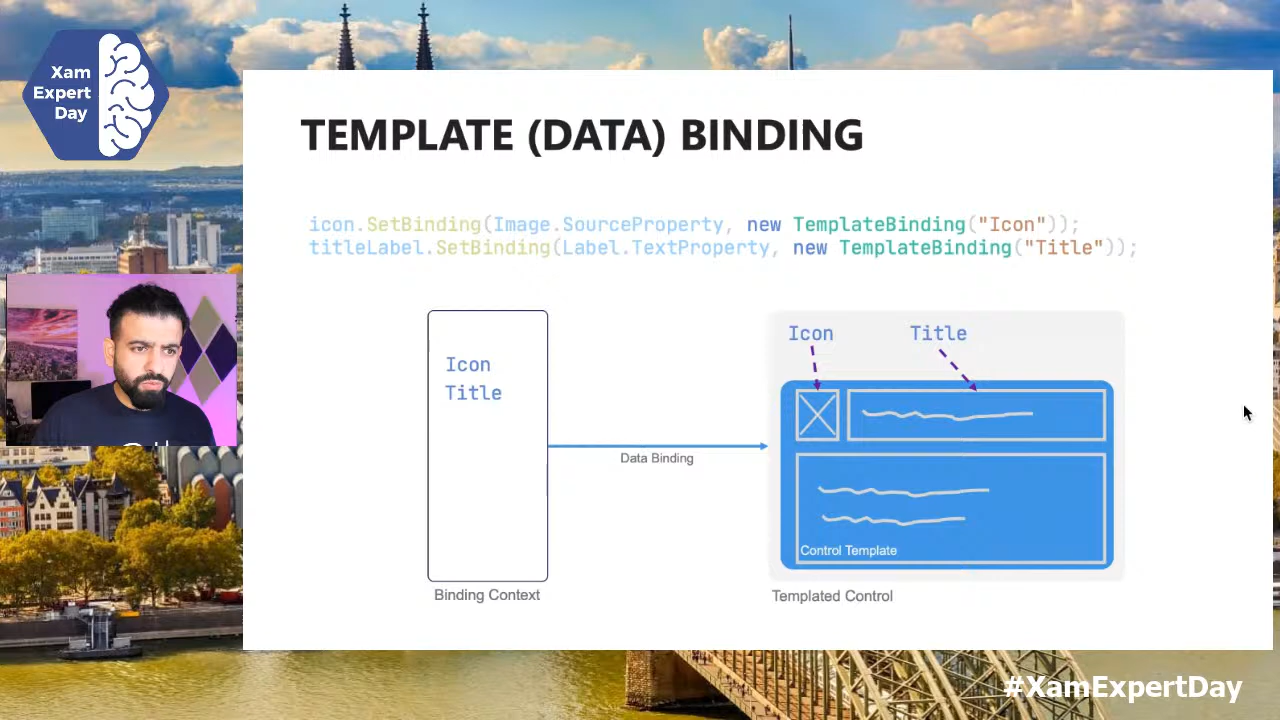 Xam
Expert
Day
TEMPLATE (DATA) BINDING
icon.SetBinding(Image.SourceProperty, new TemplateBinding("Icon"));
titleLabel.SetBinding(Label.TextProperty, new TemplateBinding("Title"));
Icon
Title
Data Binding
Binding Context
Icon
Title
Control Template
Templated Control
#XamExpertDay